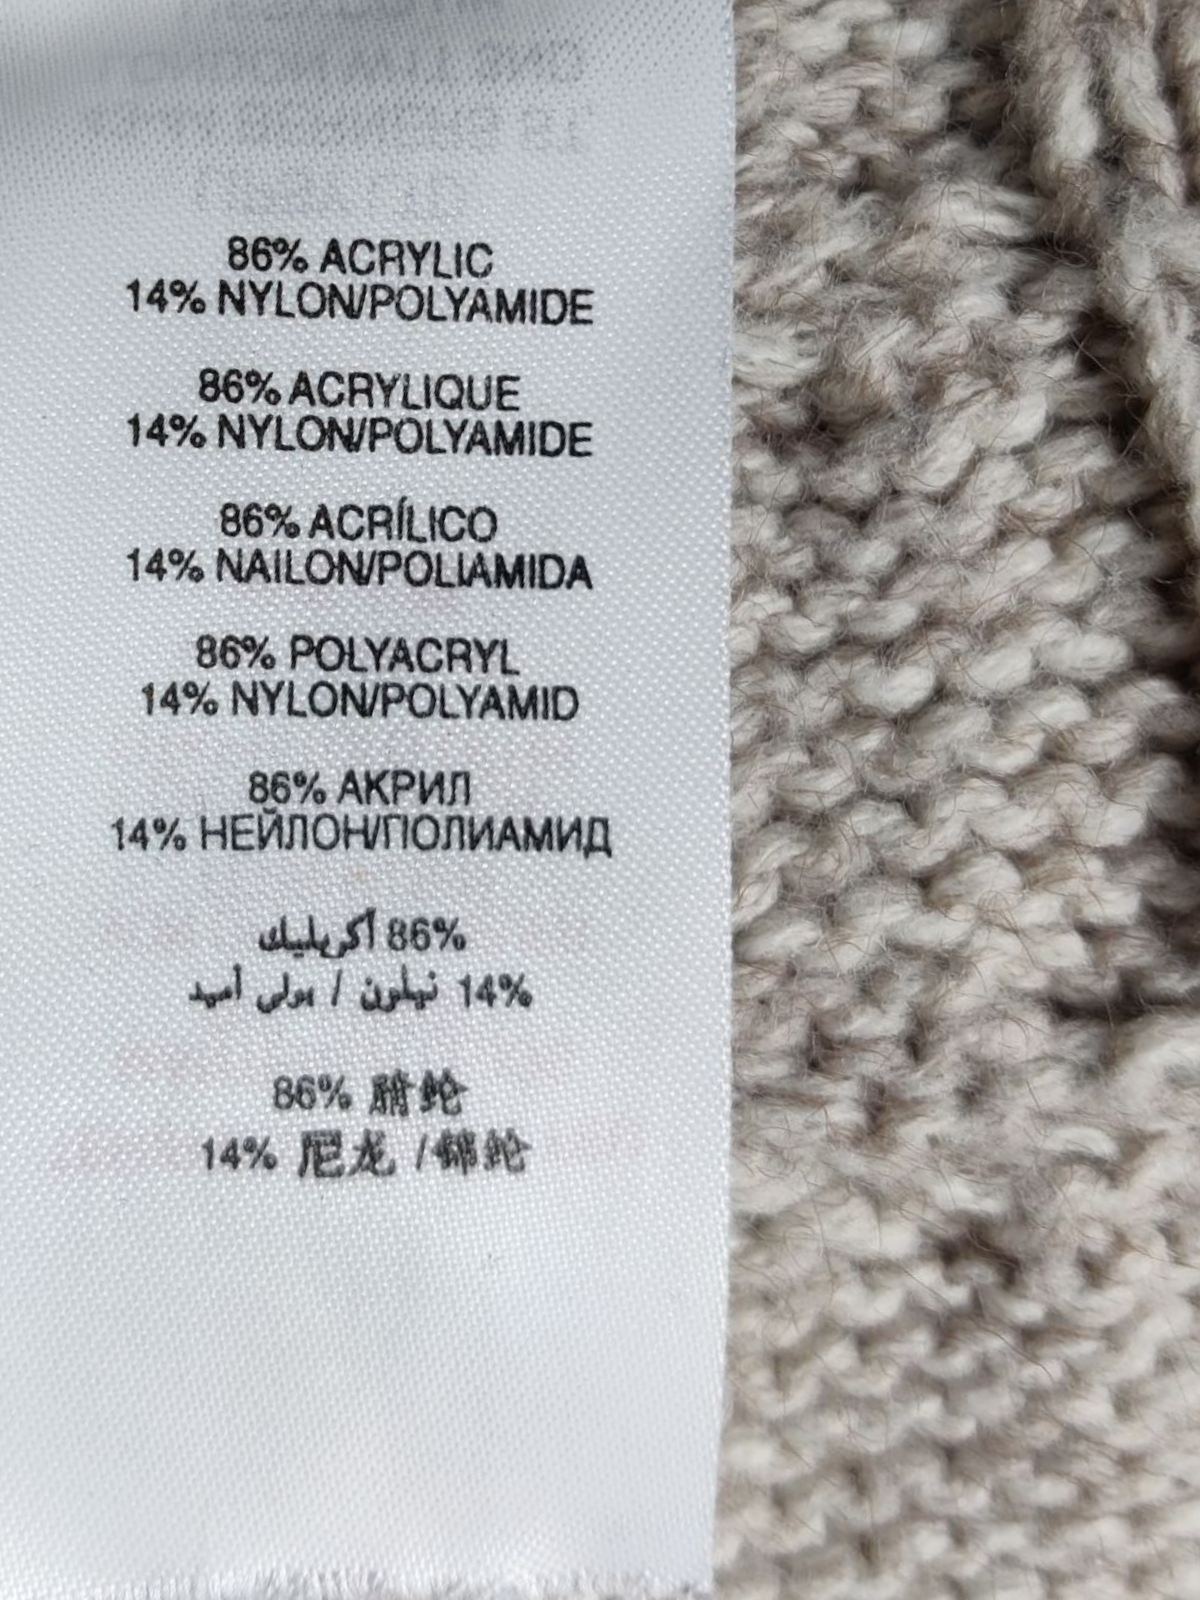 86% ACRYLIC
14% NYLON/POLYAMIDE
86% ACRYLIQUE
14% NYLON/POLYAMIDE
86% ACRÍLICO
14% NAILON/POLIAMIDA
86% POLYACRYL
14% NYLON/POLYAMID
86% АКРИЛ
14% НЕЙЛОН/ПОЛИАМИД
86% أكريليك
14% نيلون / بولي أميد
86% 腈纶
14% 尼龙 /锦纶